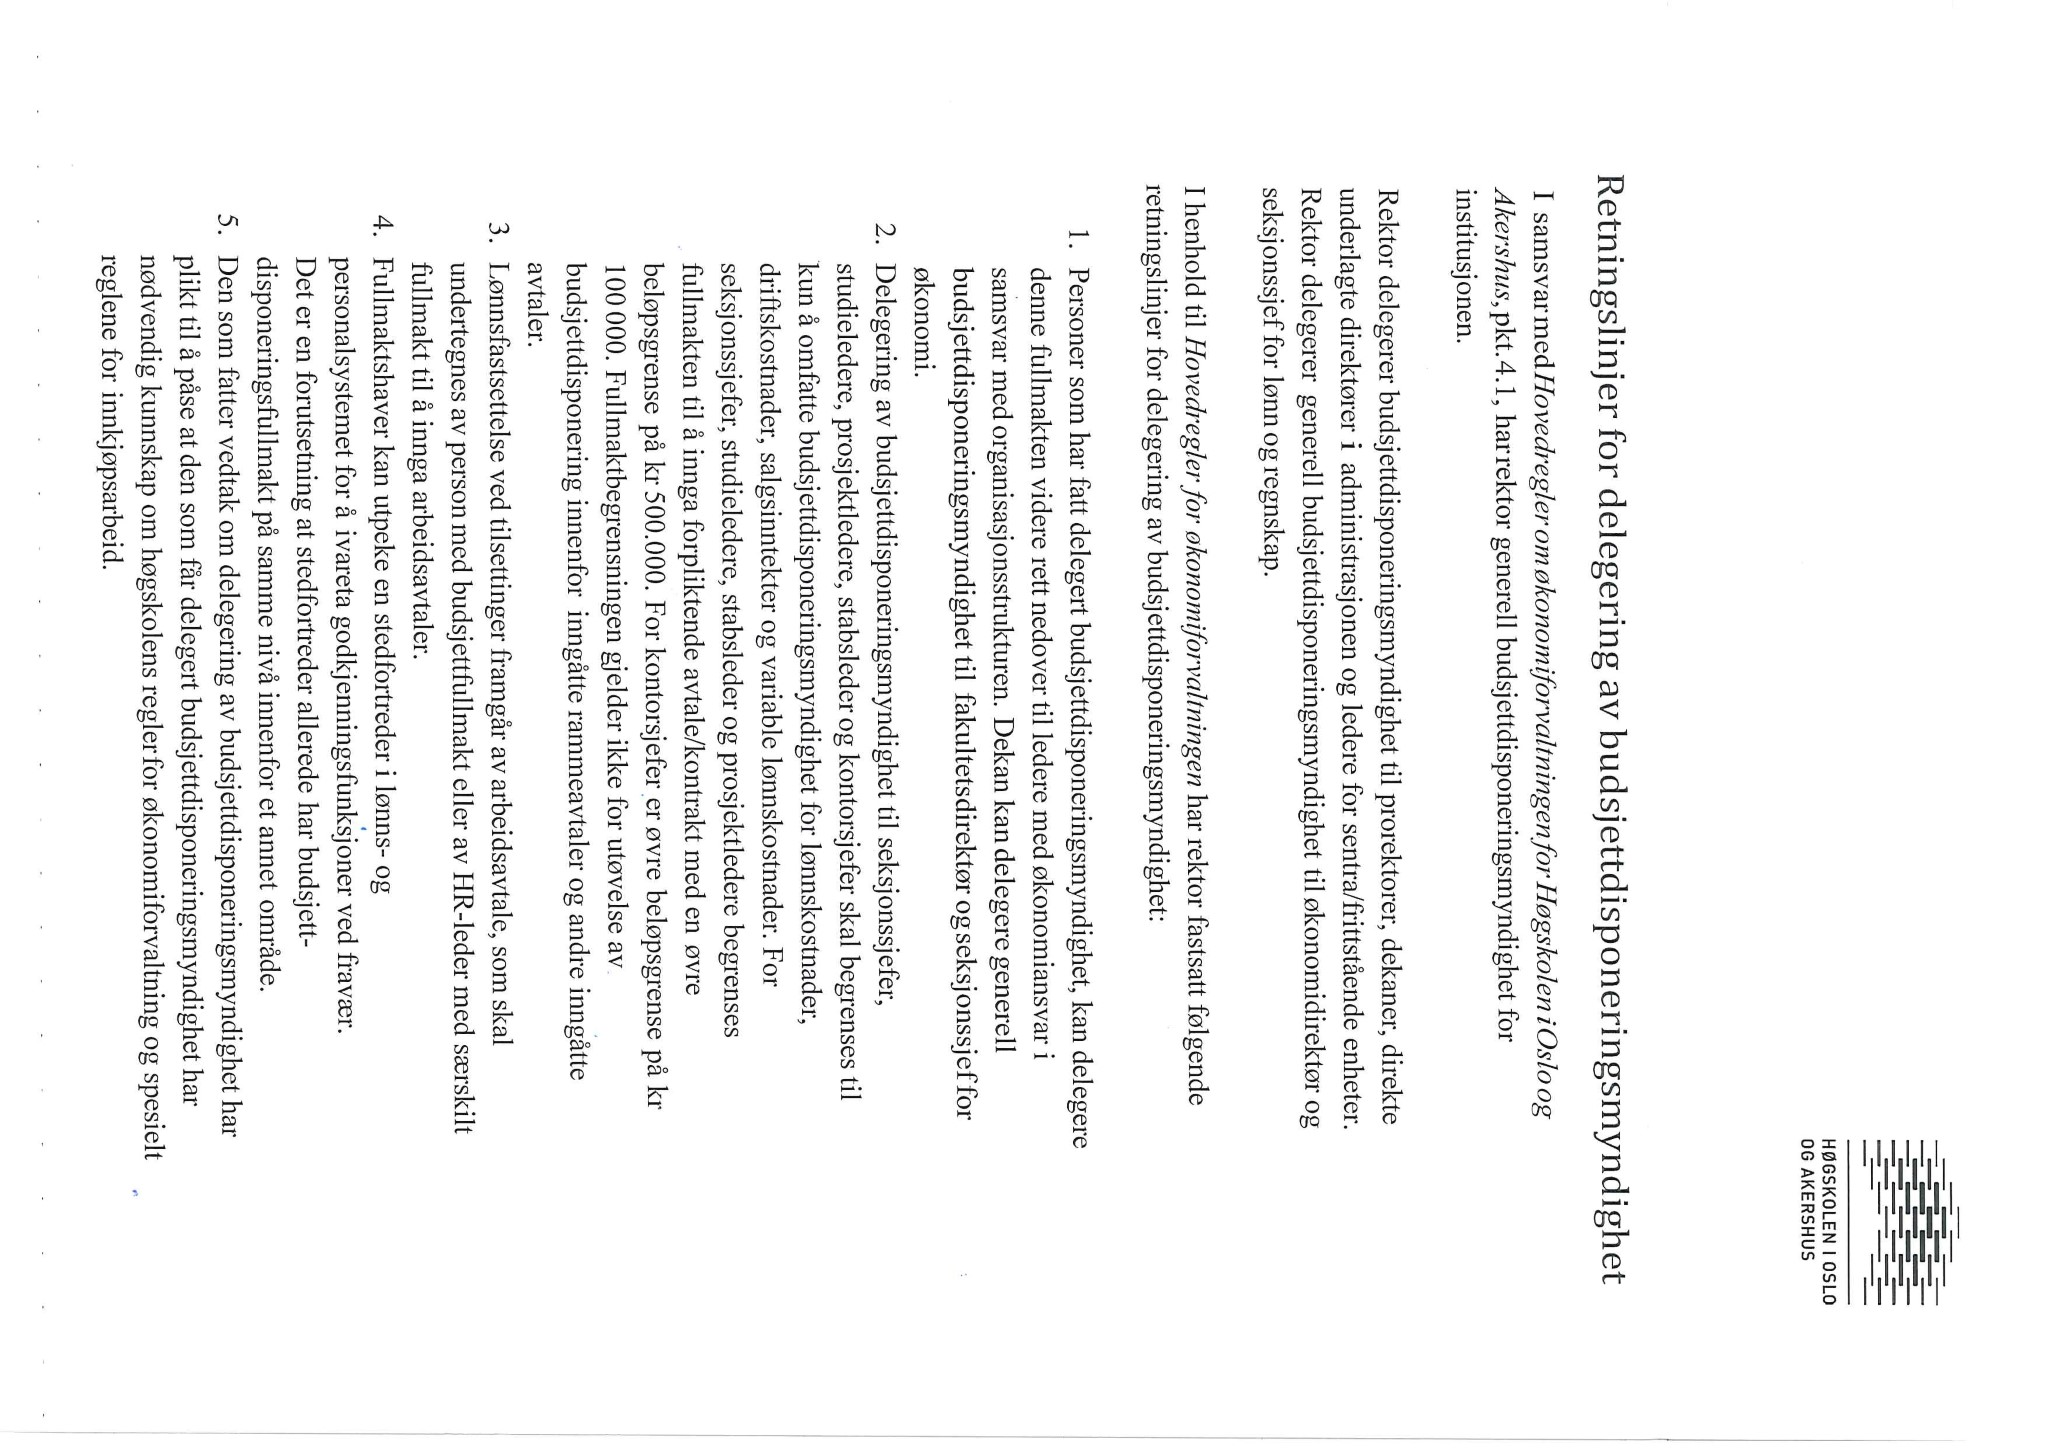 HØGSKOLEN I OSLO
OG AKERSHUS
Retningslinjer for delegering av budsjettdisponeringsmyndighet
I samsvar med Hovedregler om økonomiforvaltningen for Høgskolen i Oslo og
Akershus, pkt. 4.1, har rektor generell budsjettdisponeringsmyndighet for
institusjonen.
Rektor delegerer budsjettdisponeringsmyndighet til prorektorer, dekaner, direkte
underlagte direktører i administrasjonen og ledere for sentra/frittstående enheter.
Rektor delegerer generell budsjettdisponeringsmyndighet til økonomidirektør og
seksjonssjef for lønn og regnskap.
I henhold til Hovedregler for økonomiforvaltningen har rektor fastsatt følgende
retningslinjer for delegering av budsjettdisponeringsmyndighet:
1. Personer som har fatt delegert budsjettdisponeringsmyndighet, kan delegere
denne fullmakten videre rett nedover til ledere med økonomiansvar i
samsvar med organisasjonsstrukturen. Dekan kan delegere generell
budsjettdisponeringsmyndighet til fakultetsdirektør og seksjonssjef for
økonomi.
2. Delegering av budsjettdisponeringsmyndighet til seksjonssjefer,
studieledere, prosjektledere, stabsleder og kontorsjefer skal begrenses til
kun å omfatte budsjettdisponeringsmyndighet for lønnskostnader,
driftskostnader, salgsinntekter og variable lønnskostnader. For
seksjonssjefer, studieledere, stabsleder og prosjektledere begrenses
fullmakten til å innga forpliktende avtale/kontrakt med en øvre
beløpsgrense på kr 500.000. For kontorsjefer er øvre beløpsgrense på kr
100 000. Fullmaktbegrensningen gjelder ikke for utøvelse av
budsjettdisponering innenfor inngåtte rammeavtaler og andre inngåtte
avtaler.
3. Lønnsfastsettelse ved tilsettinger framgår av arbeidsavtale, som skal
undertegnes av person med budsjettfullmakt eller av HR-leder med særskilt
fullmakt til å innga arbeidsavtaler.
4. Fullmaktshaver kan utpeke en stedfortreder i lønns- og
personalsystemet for å ivareta godkjenningsfunksjoner ved fravær.
Det er en forutsetning at stedfortreder allerede har budsjett-
disponeringsfullmakt på samme nivå innenfor et annet område.
5. Den som fatter vedtak om delegering av budsjettdisponeringsmyndighet har
plikt til å påse at den som får delegert budsjettdisponeringsmyndighet har
nødvendig kunnskap om høgskolens regler for økonomiforvaltning og spesielt
reglene for innkjøpsarbeid.